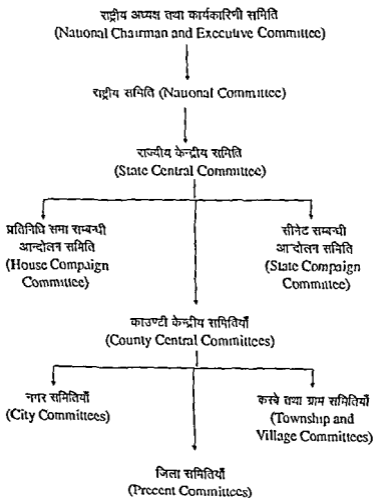 राष्ट्रीय अध्यक्ष तथा कार्यकारिणी समिति
(National Chairman and Executive Committee)
राष्ट्रीय समिति (National Committee)
राज्यीय केन्द्रीय समिति
(State Central Committee)
प्रतिनिधि सभा सम्बन्धी
आन्दोलन समिति
(House Compaign
Committee)
सीनेट सम्बन्धी
आन्दोलन समिति
(State Compaign
Committee)
काउण्टी केन्द्रीय समितियाँ
(County Central Committees)
नगर समितियाँ
(City Committees)
कस्बे तथा ग्राम समितियाँ
(Township and
Village Committees)
जिला समितियाँ
(Precent Committees)